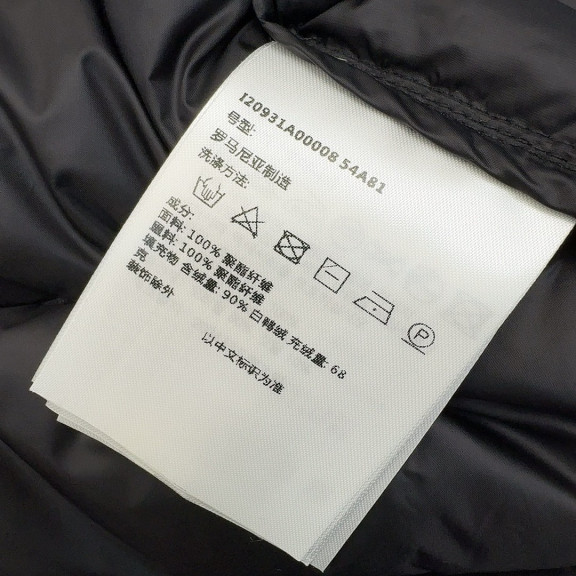 I20931A00008 54A81
号型:
罗马尼亚制造
洗涤方法:
P
成分:
面料: 100% 聚酯纤维
里料: 100% 聚酯纤维
填充物 含绒量: 90% 白鸭绒 充绒量: 68
克
装饰除外
以中文标识为准